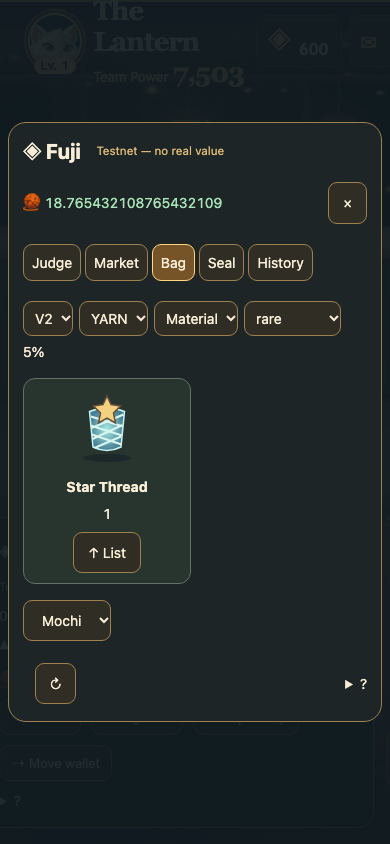 The
Lantern
Lv. 1
Team Power 7,503
600
Fuji
Testnet — no real value
18.765432108765432109
×
Judge Market Bag Seal History
V2 YARN Material rare
5%
Star Thread
1
↑ List
Mochi
↻
▶ ?
→ Move wallet
▶ ?